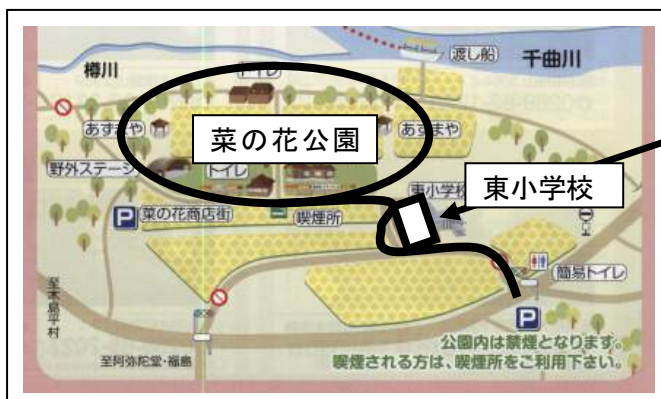 渡し船
千曲川
樽川
トイレ
あずまや
菜の花公園
あずまや
野外ステージ
トイレ
東小学校
東小学校
菜の花商店街
喫煙所
P
簡易トイレ
至木島平村
P
至阿弥陀堂・福島
公園内は禁煙となります。
喫煙される方は、喫煙所をご利用下さい。